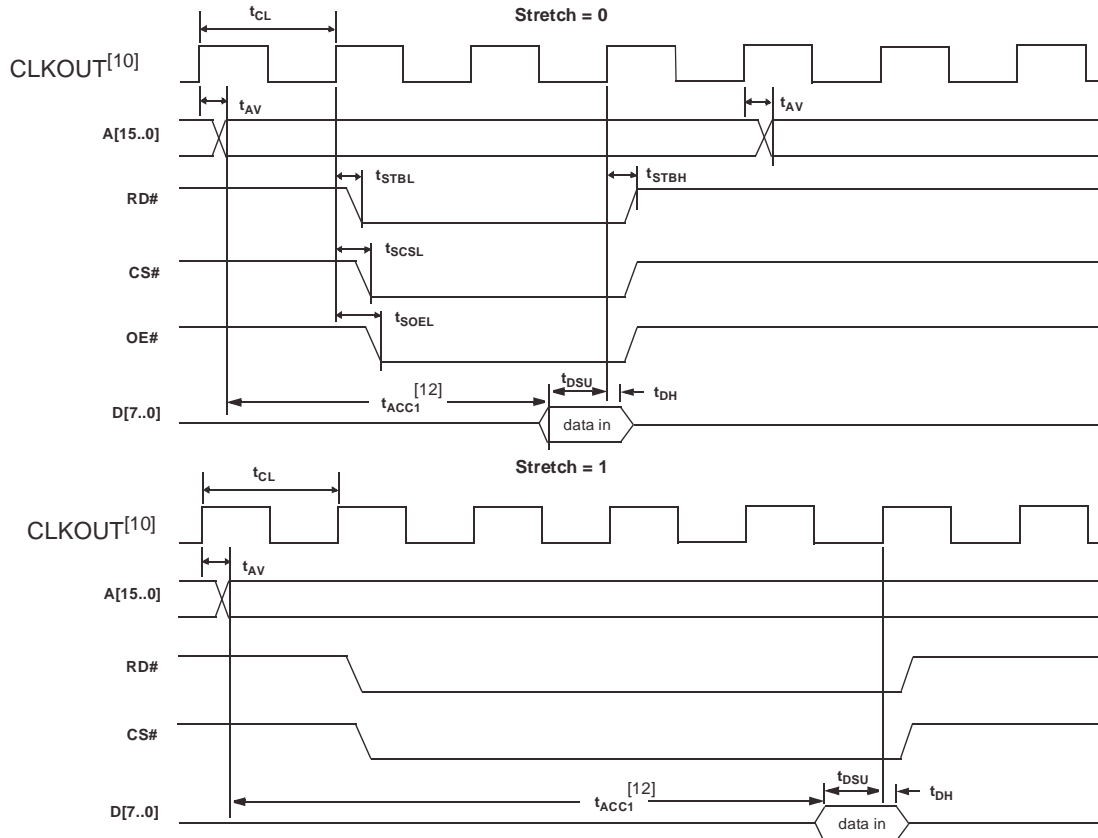 Stretch = 0
tCL
CLKOUT[10]
tAV
tAV
A[15..0]
tSTBL
tSTBH
RD#
tSCSL
CS#
tSOEL
OE#
tACC1[12]
tDSU
tDH
D[7..0]
data in
Stretch = 1
tCL
CLKOUT[10]
tAV
A[15..0]
RD#
CS#
tACC1[12]
tDSU
tDH
D[7..0]
data in